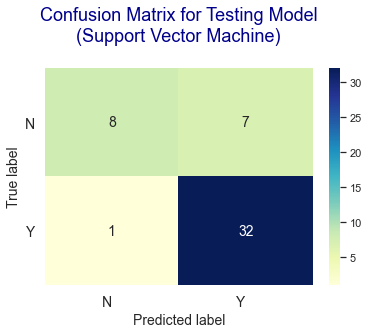 Confusion Matrix for Testing Model
(Support Vector Machine)
True label
N
8
7
Y
1
32
N
Y
Predicted label
30
25
20
15
10
5